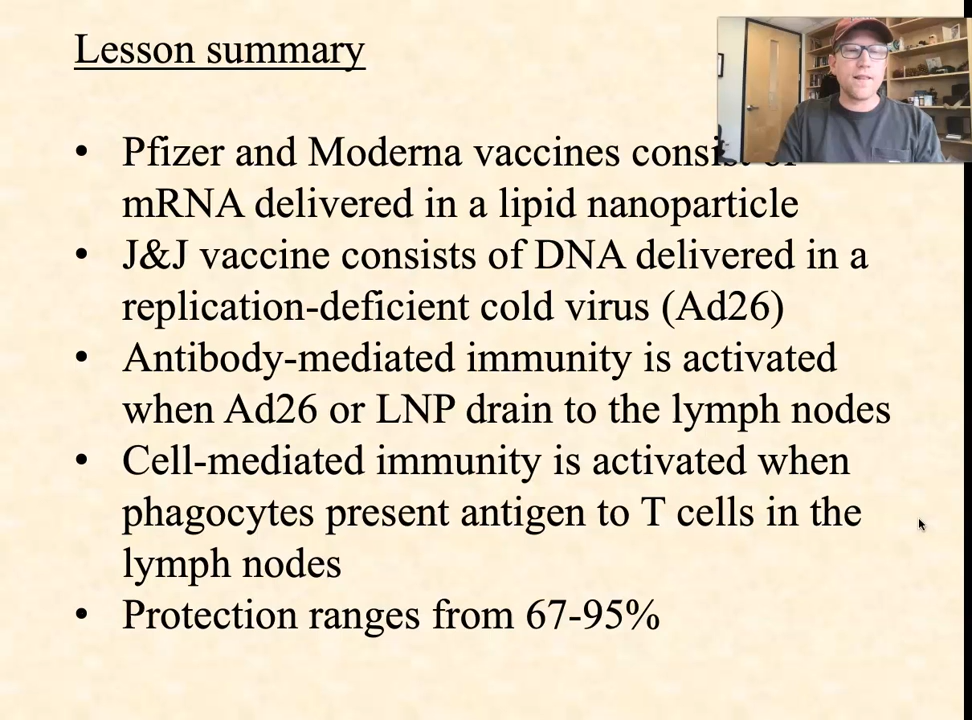 Lesson summary
• Pfizer and Moderna vaccines consist of
mRNA delivered in a lipid nanoparticle
• J&J vaccine consists of DNA delivered in a
replication-deficient cold virus (Ad26)
• Antibody-mediated immunity is activated
when Ad26 or LNP drain to the lymph nodes
• Cell-mediated immunity is activated when
phagocytes present antigen to T cells in the
lymph nodes
• Protection ranges from 67-95%